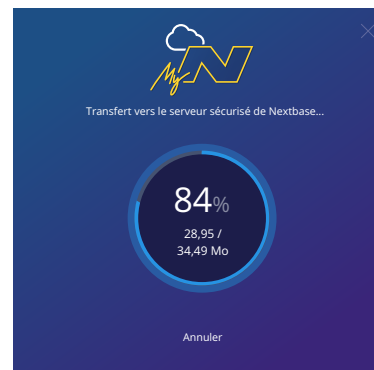 My N
Transfert vers le serveur sécurisé de Nextbase...
84%
28,95 /
34,49 Mo
Annuler